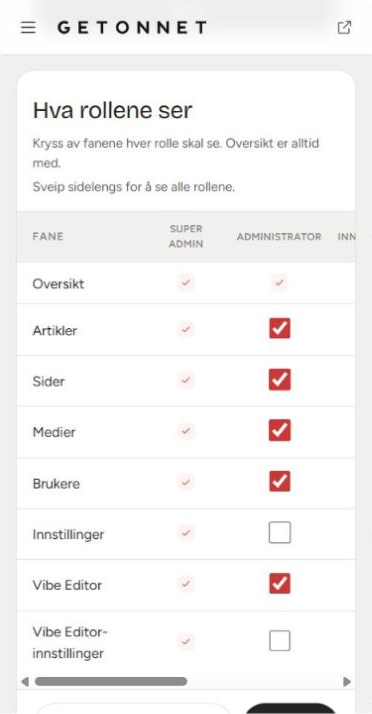 GETONNET
Hva rollene ser
Kryss av fanene hver rolle skal se. Oversikt er alltid
med.
Sveip sidelengs for å se alle rollene.
FANE
SUPER
ADMIN
ADMINISTRATOR
INN
Oversikt
Artikler
Sider
Medier
Brukere
Innstillinger
Vibe Editor
Vibe Editor-
innstillinger